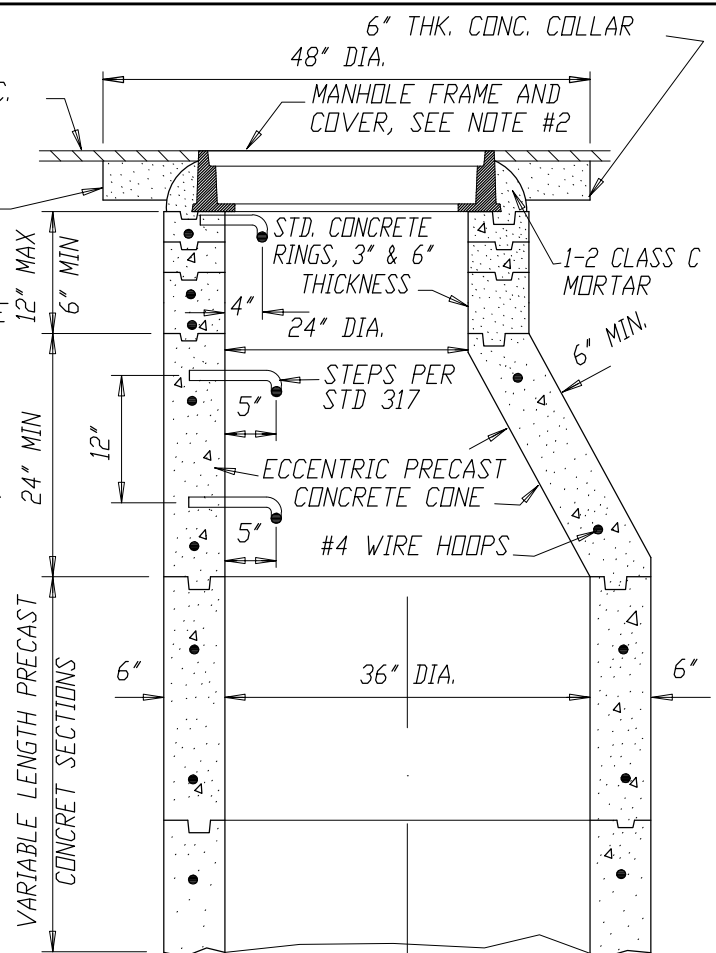 6" THK. CONC. COLLAR
48" DIA.
C.
MANHOLE FRAME AND
COVER, SEE NOTE #2
12" MAX
6" MIN
STD. CONCRETE
RINGS, 3" & 6"
THICKNESS
1-2 CLASS C
MORTAR
4"
24" DIA.
6" MIN.
STEPS PER
STD 317
5"
12"
24" MIN
ECCENTRIC PRECAST
CONCRETE CONE
5"
#4 WIRE HOOPS
VARIABLE LENGTH PRECAST
CONCRET SECTIONS
6"
36" DIA.
6"